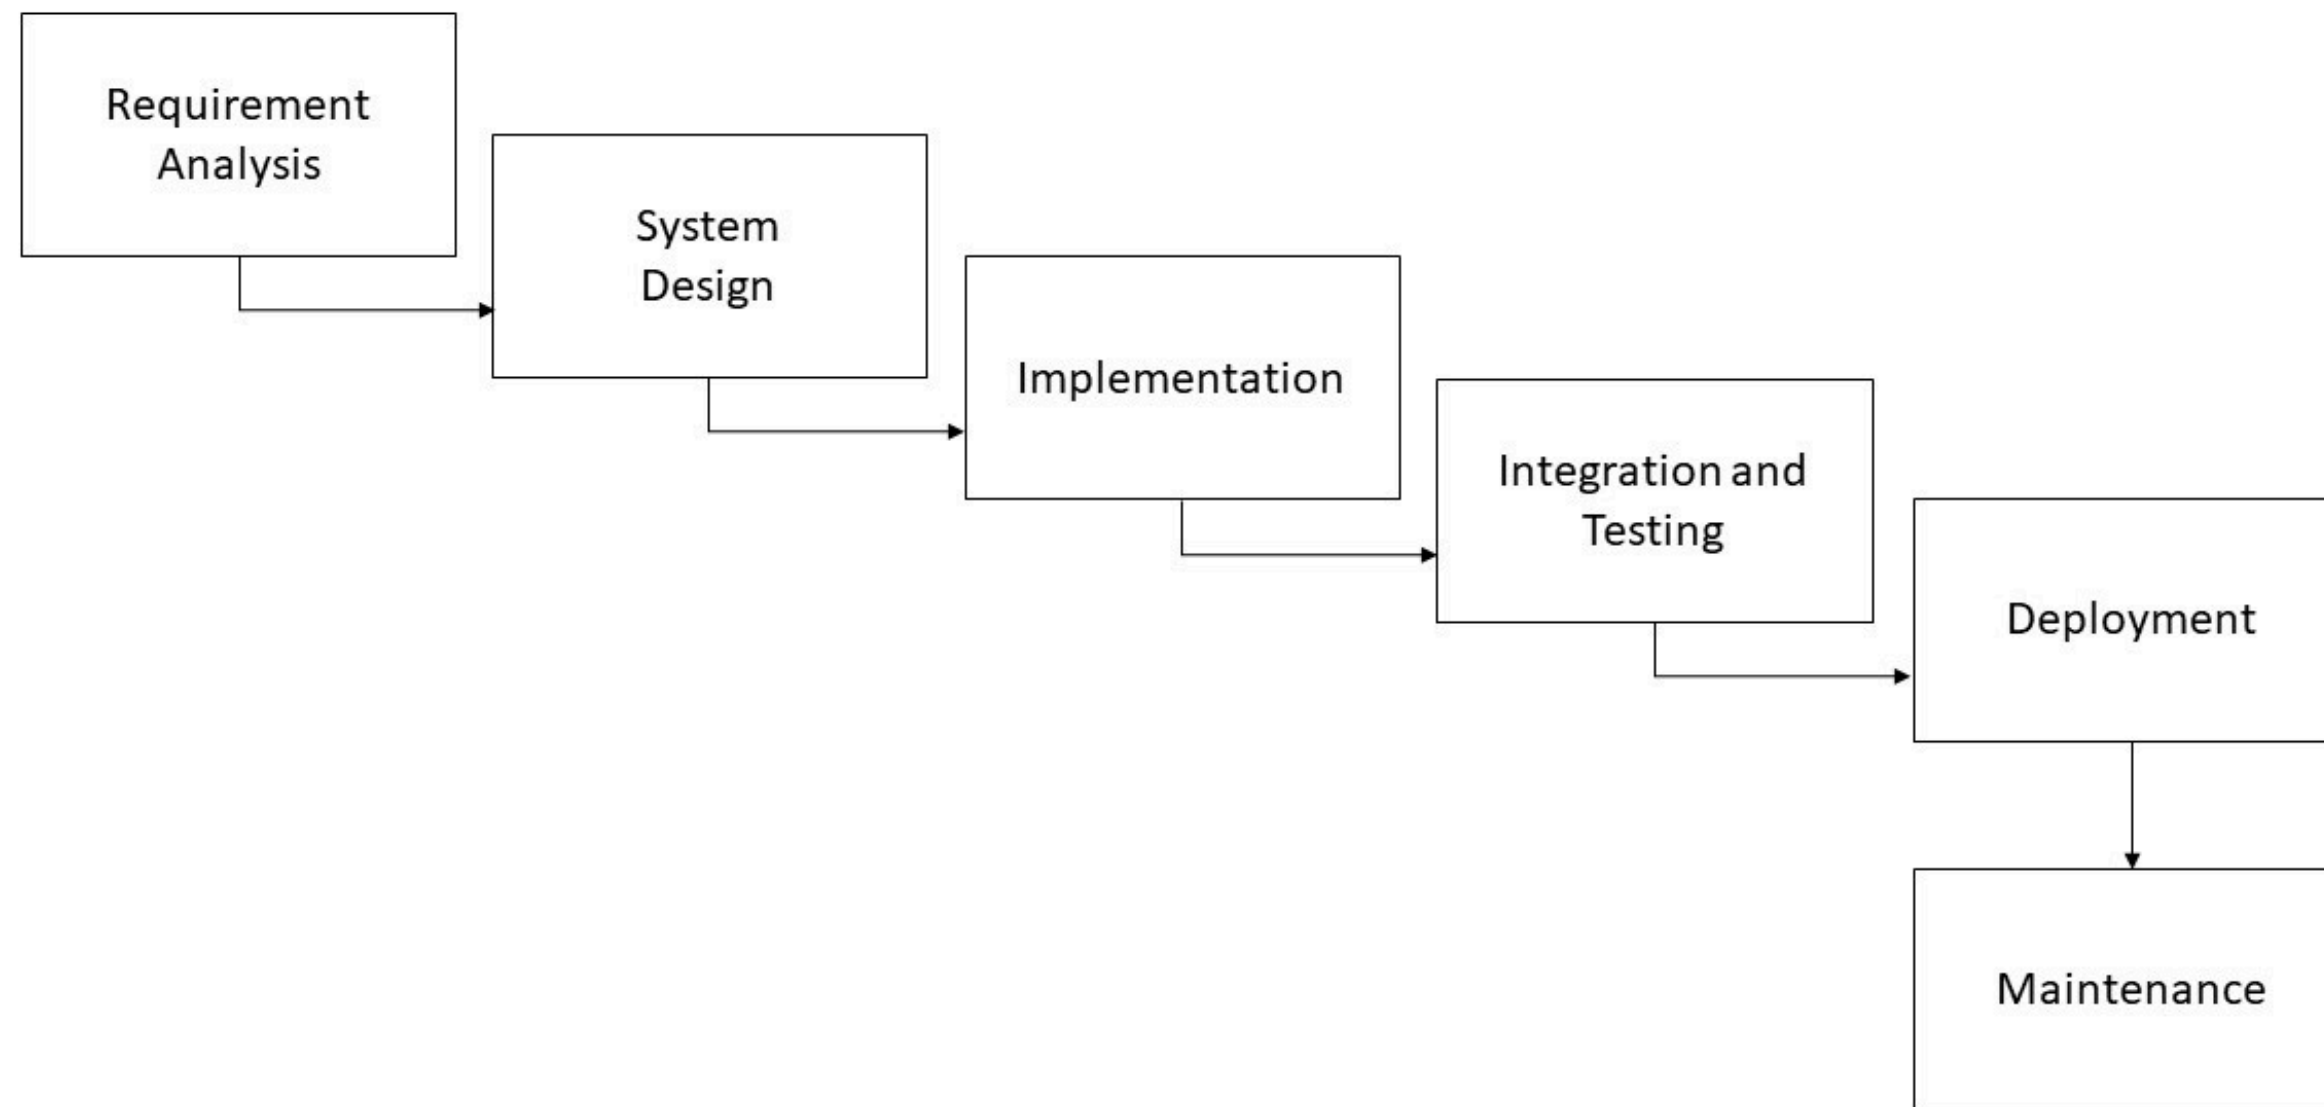 Requirement
Analysis
System
Design
Implementation
Integration and
Testing
Deployment
Maintenance